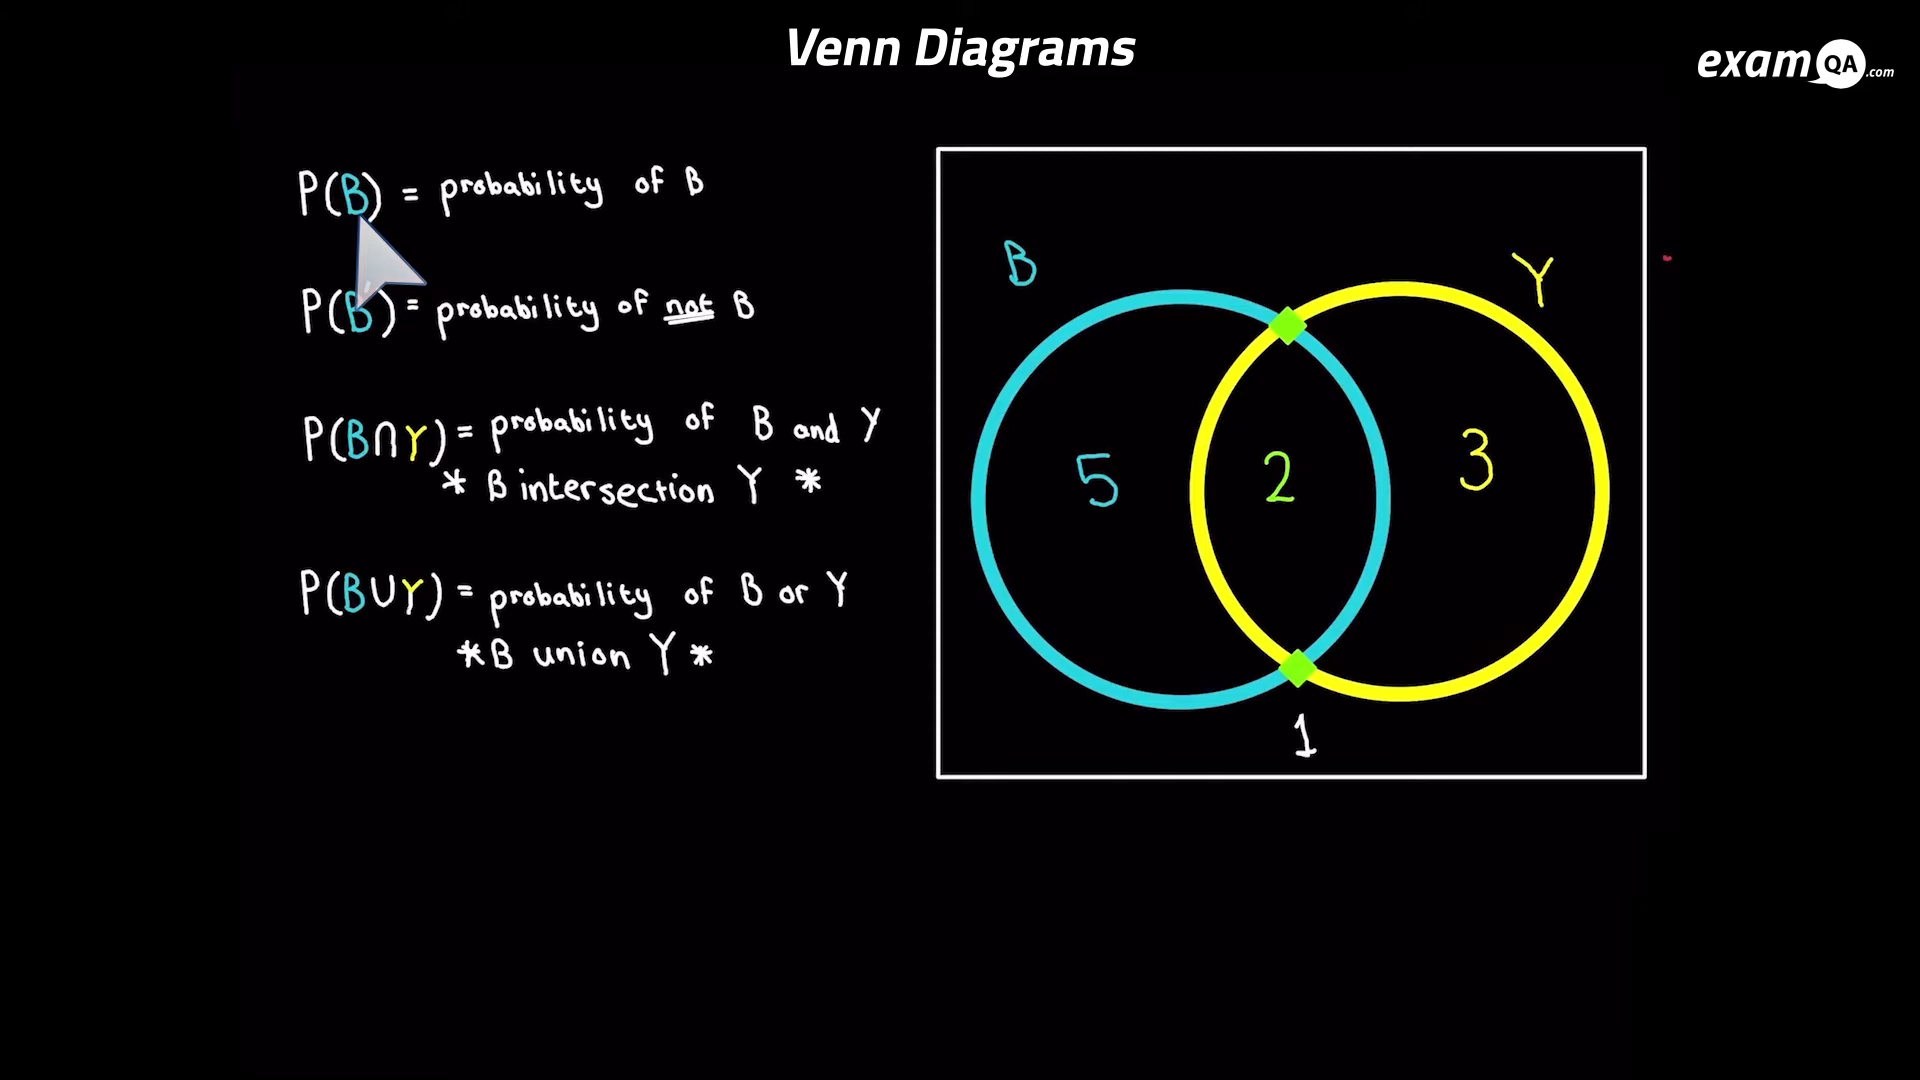 Venn Diagrams
examQA.com
P(B) = probability of B
P(B') = probability of not B
P(B∩Y) = probability of B and Y
* B intersection Y *
P(B∪Y) = probability of B or Y
* B union Y *
B
Y
5
2
3
1